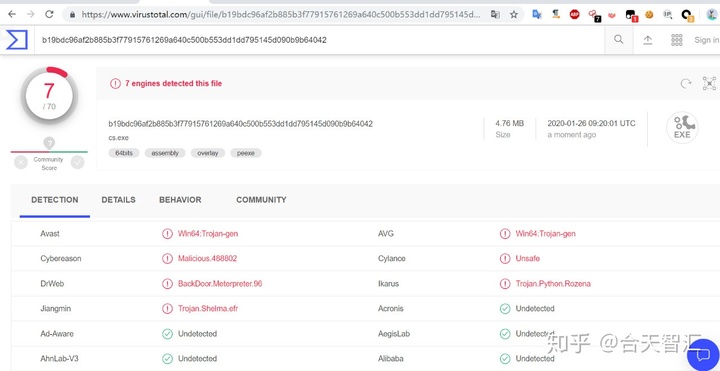 https://www.virustotal.com/gui/file/b19bdc96af2b885b3f77915761269a640c500b553dd1dd795145d...
b19bdc96af2b885b3f77915761269a640c500b553dd1dd795145d090b9b64042
Sign in
7
/ 70
?
Community
Score
7 engines detected this file
b19bdc96af2b885b3f77915761269a640c500b553dd1dd795145d090b9b64042
cs.exe
64bits assembly overlay peexe
4.76 MB
Size
2020-01-26 09:20:01 UTC
a moment ago
EXE
DETECTION DETAILS BEHAVIOR COMMUNITY
Avast Win64:Trojan-gen AVG Win64:Trojan-gen
Cybereason Malicious.468802 Cylance Unsafe
DrWeb BackDoor.Meterpreter.96 Ikarus Trojan.Python.Rozena
Jiangmin Trojan.Shelma.efr Acronis Undetected
Ad-Aware Undetected AegisLab Undetected
AhnLab-V3 Undetected Alibaba Undetected
知乎 @台天智汇